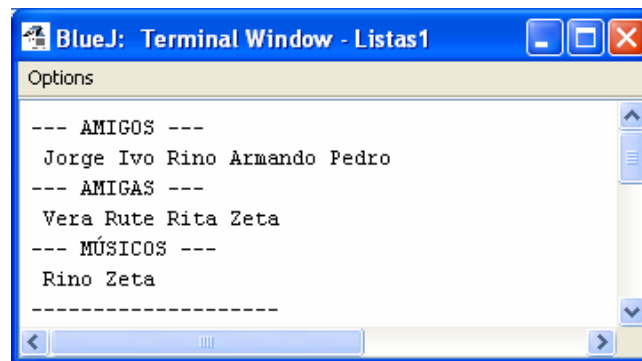 BlueJ: Terminal Window - Listas1
Options
--- AMIGOS ---
Jorge Ivo Rino Armando Pedro
--- AMIGAS ---
Vera Rute Rita Zeta
--- MÚSICOS ---
Rino Zeta
--------------------